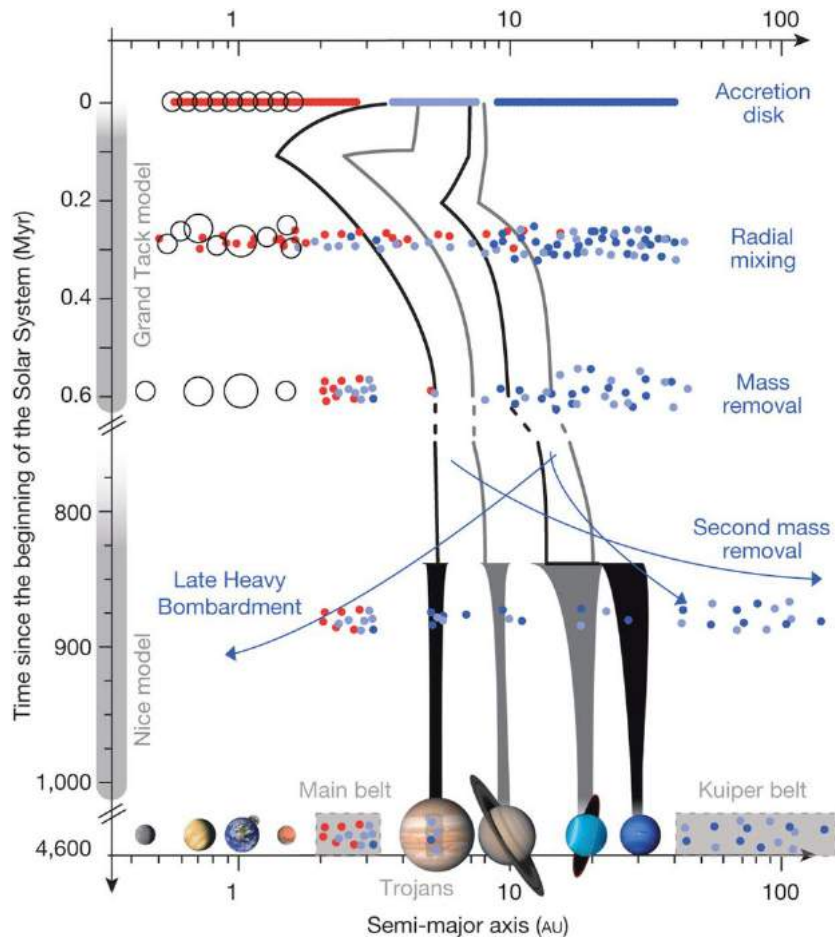 1 10 100
0 Accretion
disk
0.2
Radial
mixing
0.4
0.6 Mass
removal
Grand Tack model
Time since the beginning of the Solar System (Myr)
800
Second mass
removal
Late Heavy
Bombardment
900
Nice model
1,000
Main belt Kuiper belt
4,600
Trojans
1 10 100
Semi-major axis (AU)